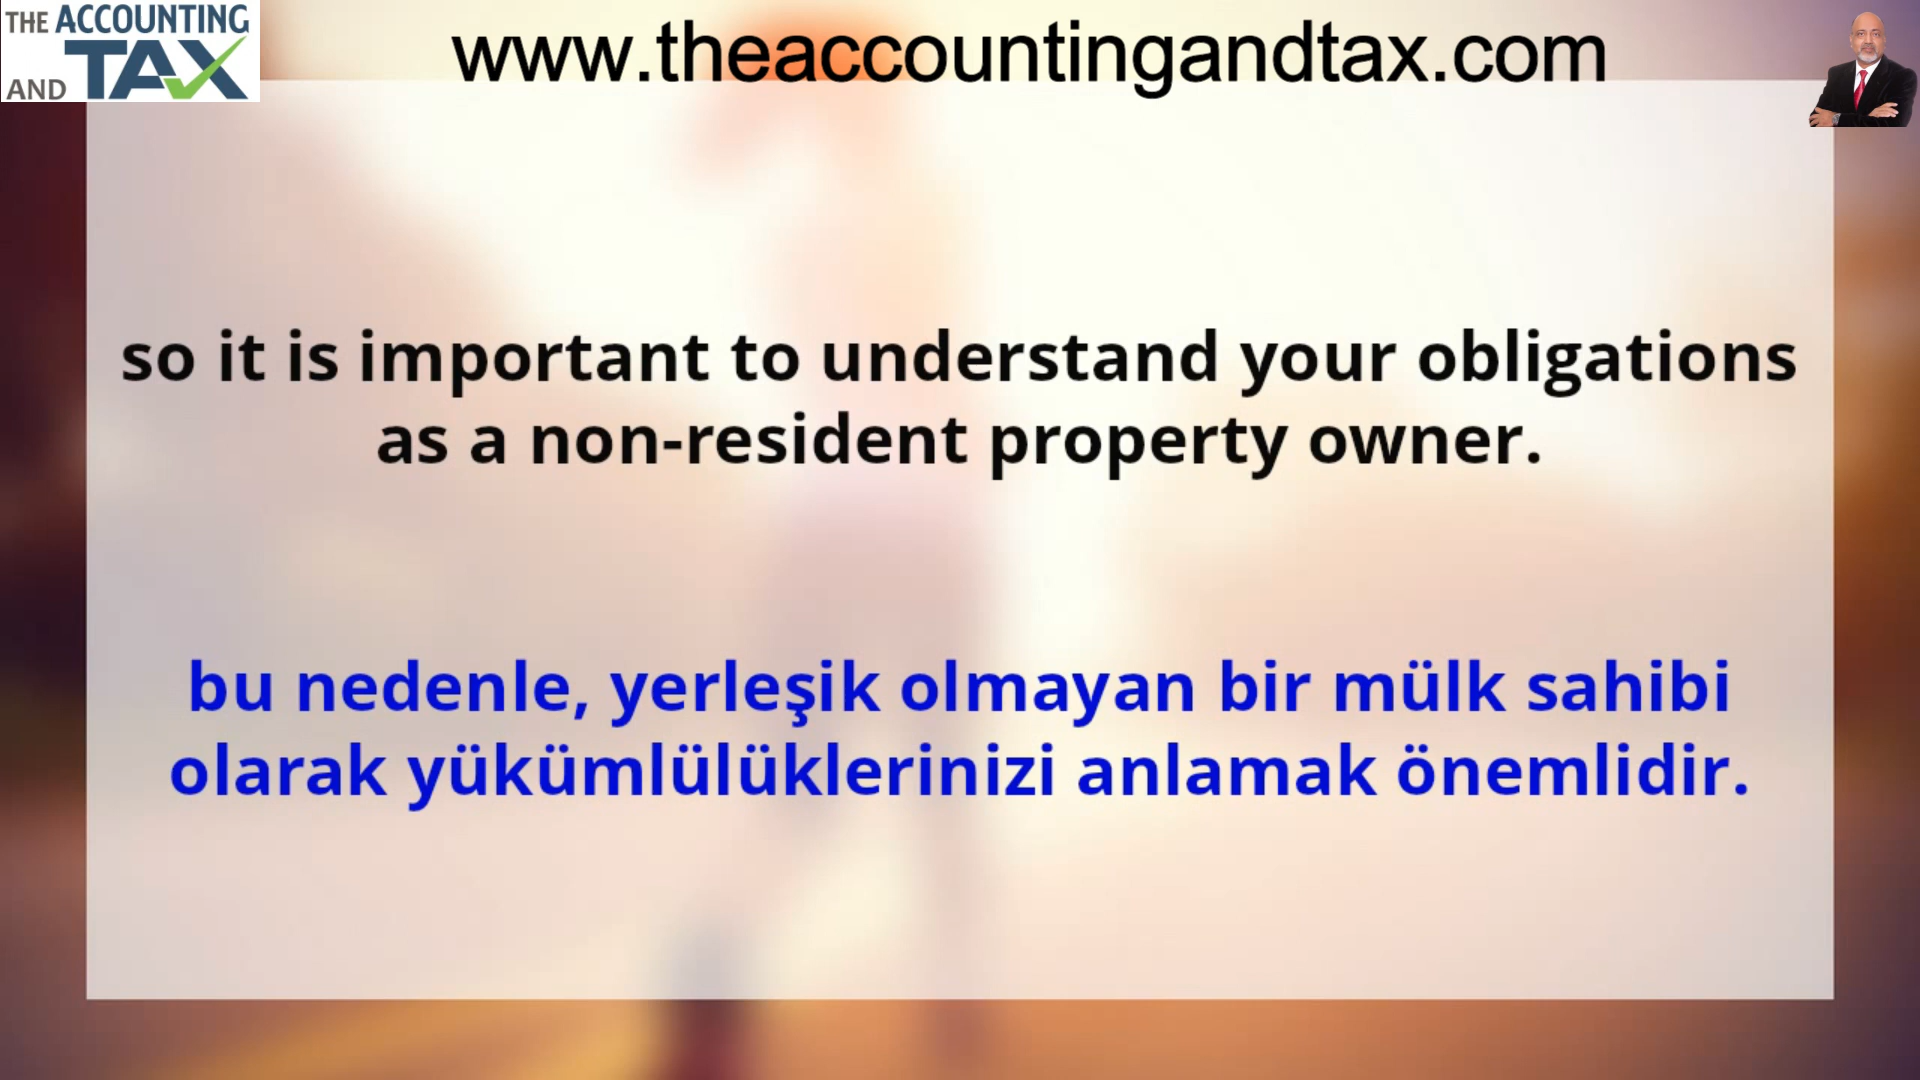 THE ACCOUNTING
AND TAX
www.theaccountingandtax.com
so it is important to understand your obligations
as a non-resident property owner.
bu nedenle, yerleşik olmayan bir mülk sahibi
olarak yükümlülüklerinizi anlamak önemlidir.